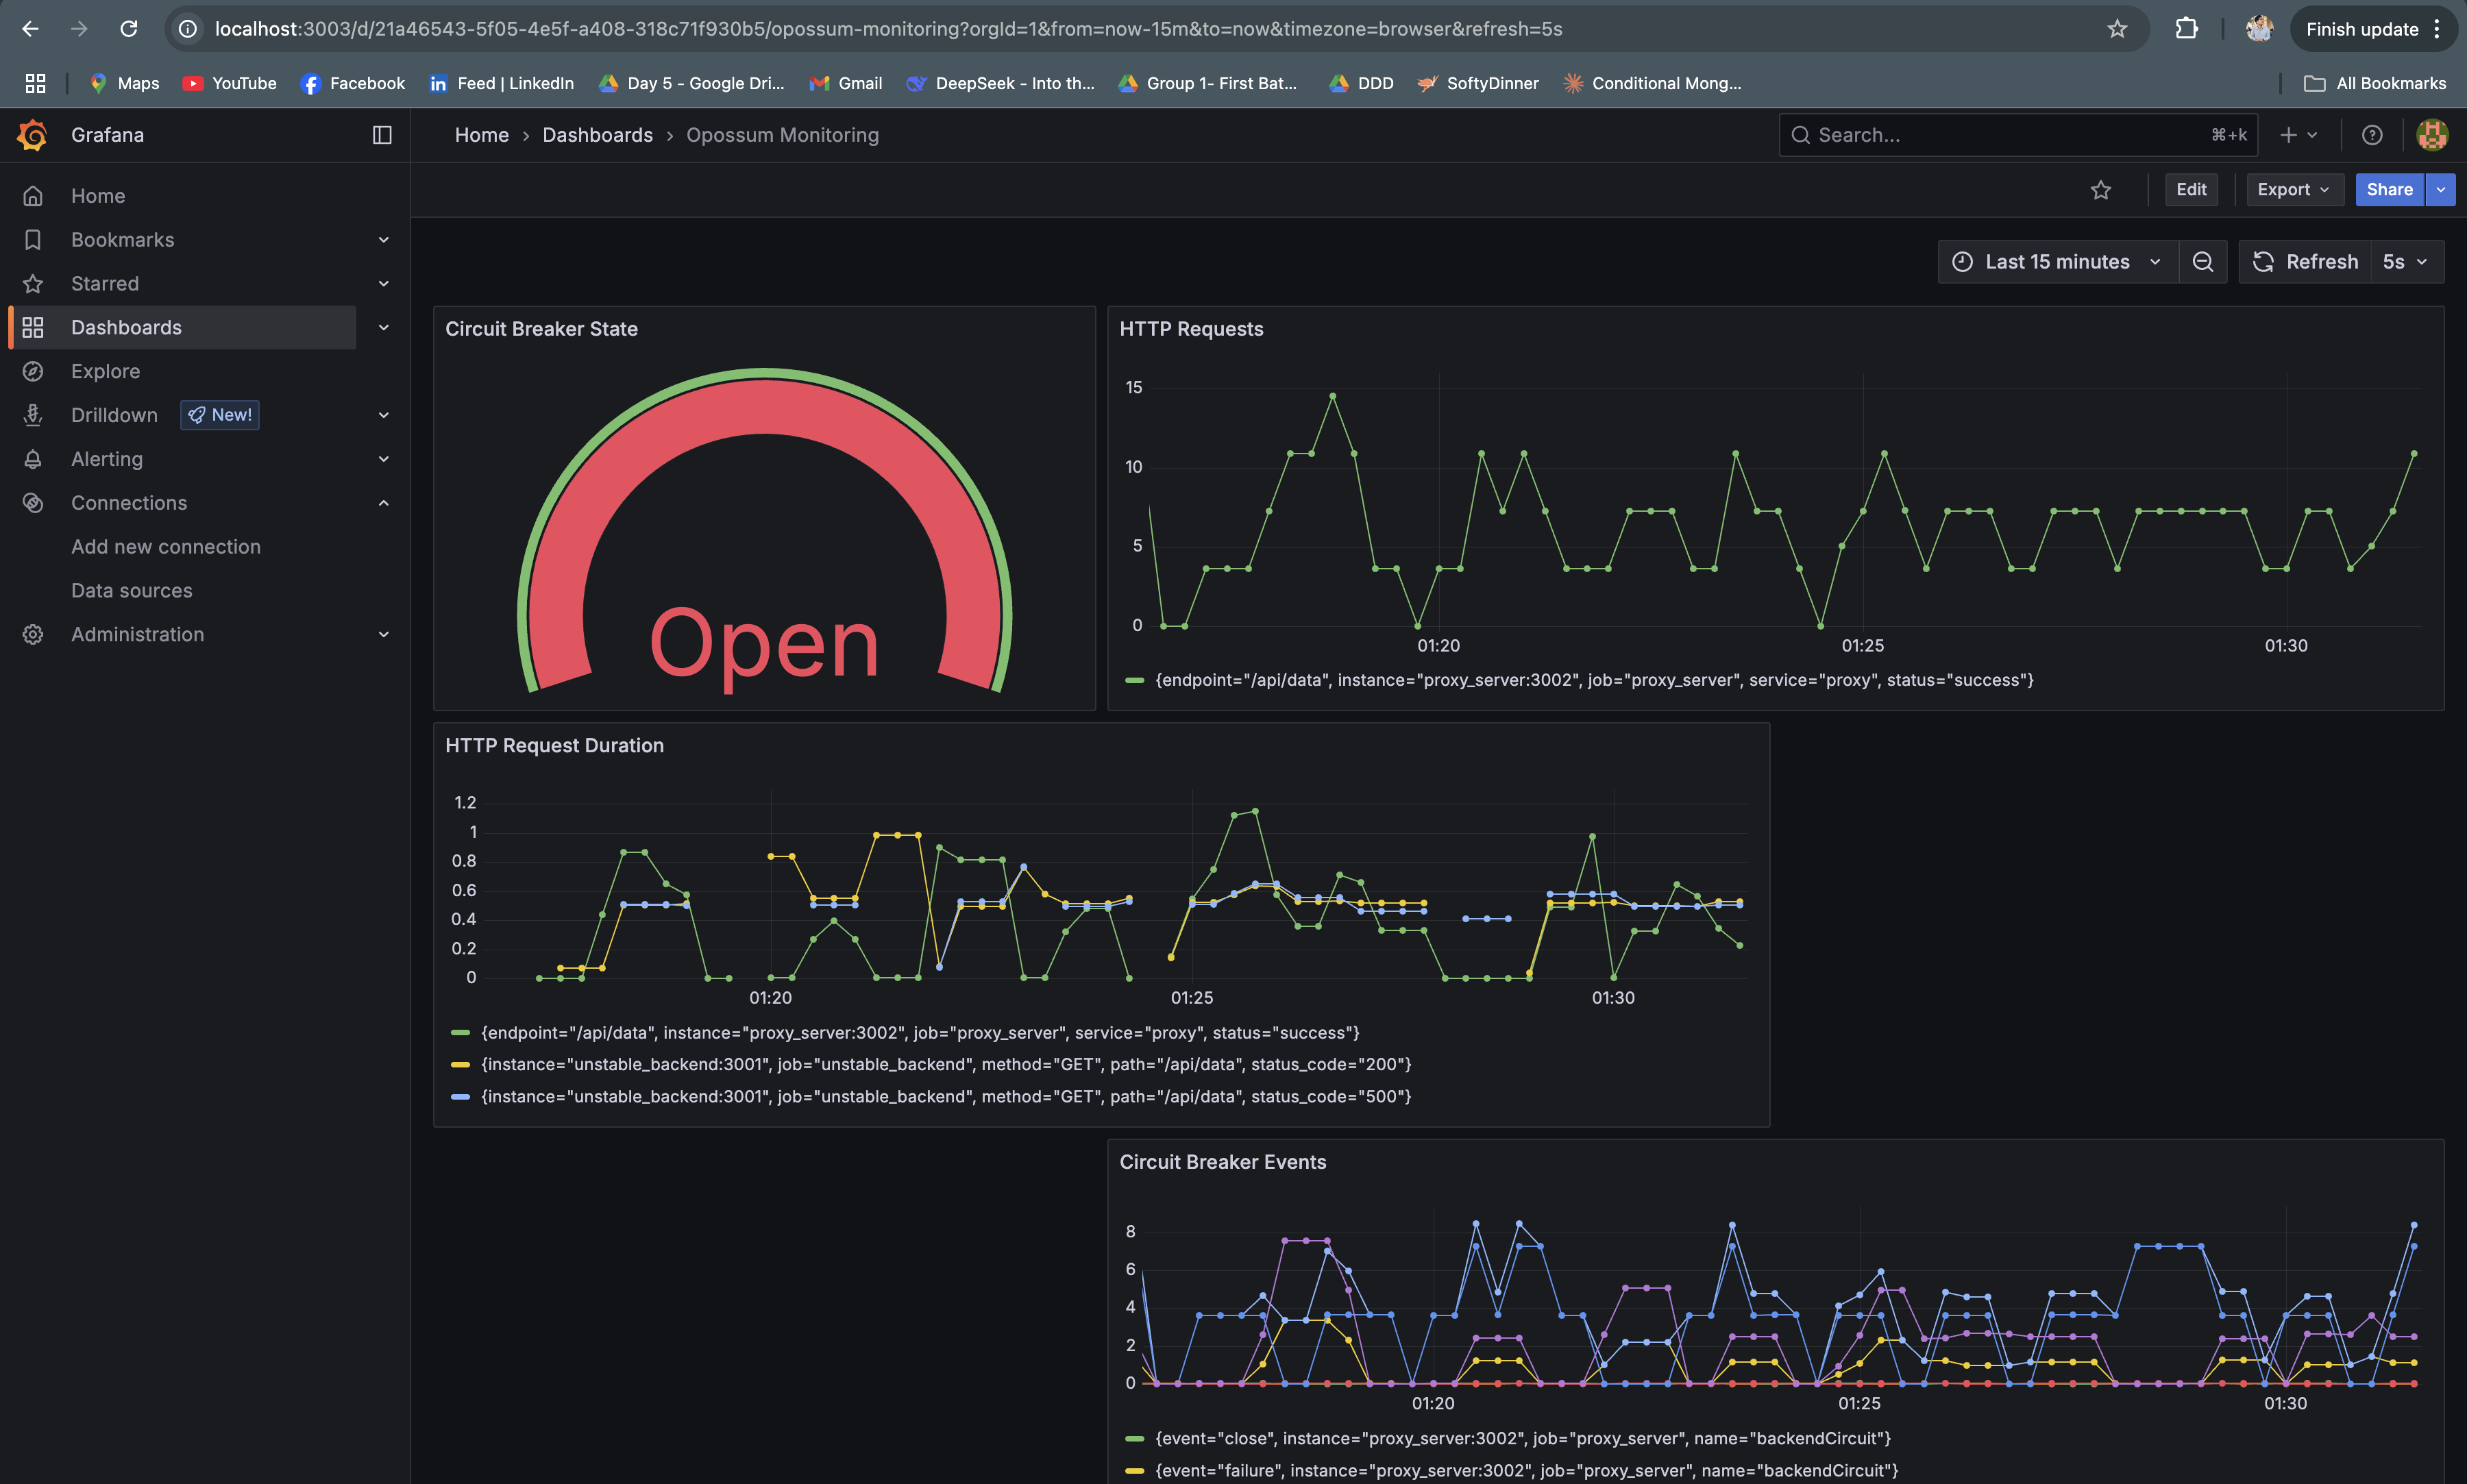 localhost:3003/d/21a46543-5f05-4e5f-a408-318c71f930b5/opossum-monitoring?orgId=1&from=now-15m&to=now&timezone=browser&refresh=5s
Finish update
Maps
YouTube
Facebook
Feed | LinkedIn
Day 5 - Google Dri...
Gmail
DeepSeek - Into th...
Group 1- First Bat...
DDD
SoftyDinner
Conditional Mong...
All Bookmarks
Grafana
Home › Dashboards › Opossum Monitoring
Search...
⌘+k
Edit
Export
Share
Home
Bookmarks
Starred
Dashboards
Explore
Drilldown
New!
Alerting
Connections
Add new connection
Data sources
Administration
Last 15 minutes
Refresh
5s
Circuit Breaker State
Open
HTTP Requests
15
10
5
0
01:20
01:25
01:30
{endpoint="/api/data", instance="proxy_server:3002", job="proxy_server", service="proxy", status="success"}
HTTP Request Duration
1.2
1
0.8
0.6
0.4
0.2
0
01:20
01:25
01:30
{endpoint="/api/data", instance="proxy_server:3002", job="proxy_server", service="proxy", status="success"}
{instance="unstable_backend:3001", job="unstable_backend", method="GET", path="/api/data", status_code="200"}
{instance="unstable_backend:3001", job="unstable_backend", method="GET", path="/api/data", status_code="500"}
Circuit Breaker Events
8
6
4
2
0
01:20
01:25
01:30
{event="close", instance="proxy_server:3002", job="proxy_server", name="backendCircuit"}
{event="failure", instance="proxy_server:3002", job="proxy_server", name="backendCircuit"}